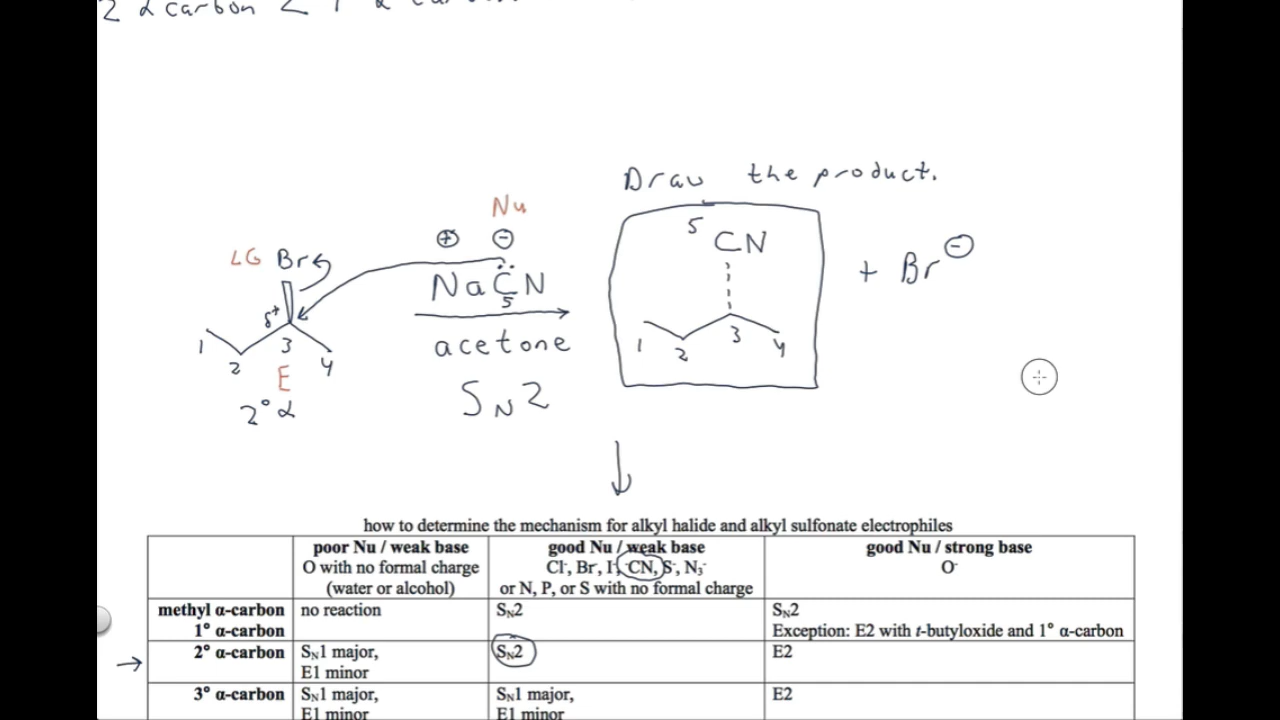 2 α carbon < 1 α
Draw the product.
Nu
5
⊕ ⊖
LG Br
CN
+ Br⊖
NaC̈N
δ+
5
1 2 3 4
acetone
1 2 3 4
E
2° α
SN2
↓
how to determine the mechanism for alkyl halide and alkyl sulfonate electrophiles
poor Nu / weak base good Nu / weak base good Nu / strong base
O with no formal charge Cl-, Br, I-, -CN, S-, N3- O-
(water or alcohol) or N, P, or S with no formal charge
methyl α-carbon no reaction SN2 SN2
1° α-carbon Exception: E2 with t-butyloxide and 1° α-carbon
→ 2° α-carbon SN1 major, SN2 E2
E1 minor
3° α-carbon SN1 major, SN1 major, E2
E1 minor E1 minor